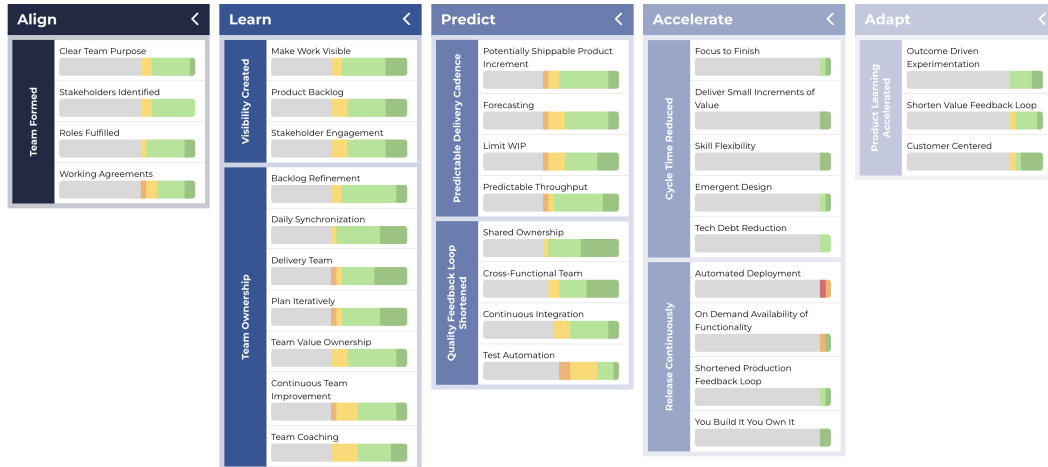 Align
Team Formed
Clear Team Purpose
Stakeholders Identified
Roles Fulfilled
Working Agreements
Learn
Visibility Created
Make Work Visible
Product Backlog
Stakeholder Engagement
Team Ownership
Backlog Refinement
Daily Synchronization
Delivery Team
Plan Iteratively
Team Value Ownership
Continuous Team
Improvement
Team Coaching
Predict
Predictable Delivery Cadence
Potentially Shippable Product
Increment
Forecasting
Limit WIP
Predictable Throughput
Quality Feedback Loop
Shortened
Shared Ownership
Cross-Functional Team
Continuous Integration
Test Automation
Accelerate
Cycle Time Reduced
Focus to Finish
Deliver Small Increments of
Value
Skill Flexibility
Emergent Design
Tech Debt Reduction
Release Continuously
Automated Deployment
On Demand Availability of
Functionality
Shortened Production
Feedback Loop
You Build It You Own It
Adapt
Product Learning
Accelerated
Outcome Driven
Experimentation
Shorten Value Feedback Loop
Customer Centered